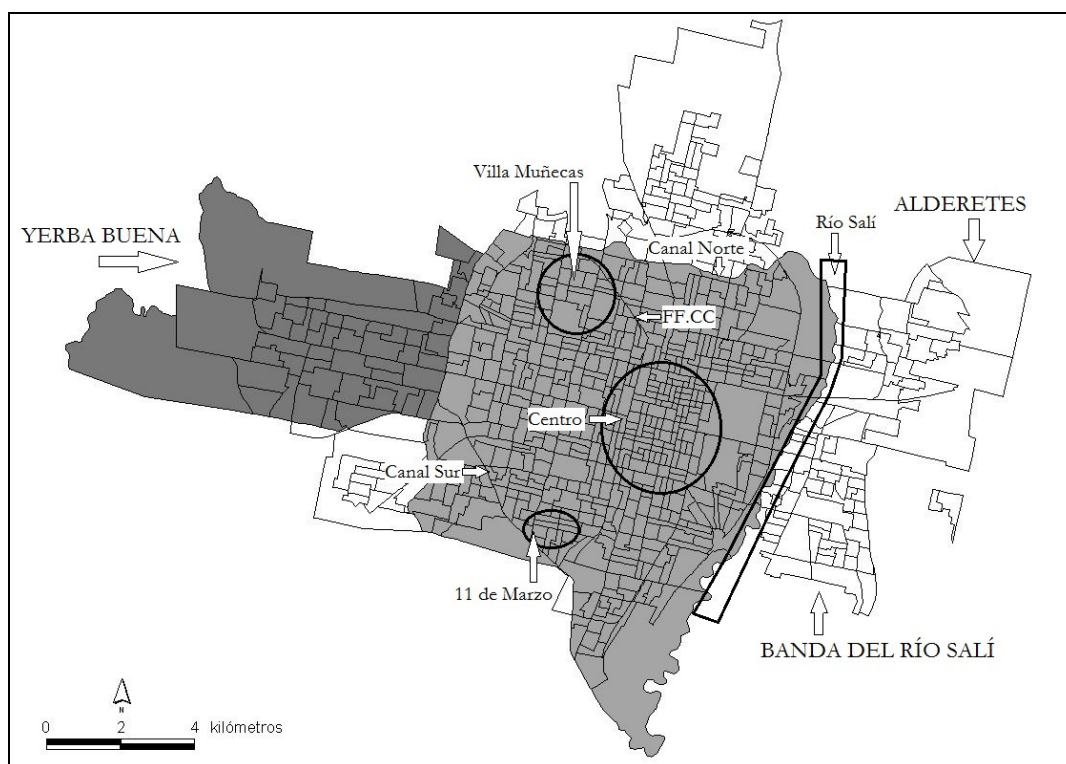 Villa Muñecas
ALDERETES
Río Salí
YERBA BUENA
Canal Norte
FF.CC
Centro
Canal Sur
11 de Marzo
BANDA DEL RÍO SALÍ
N
0 2 4 kilómetros